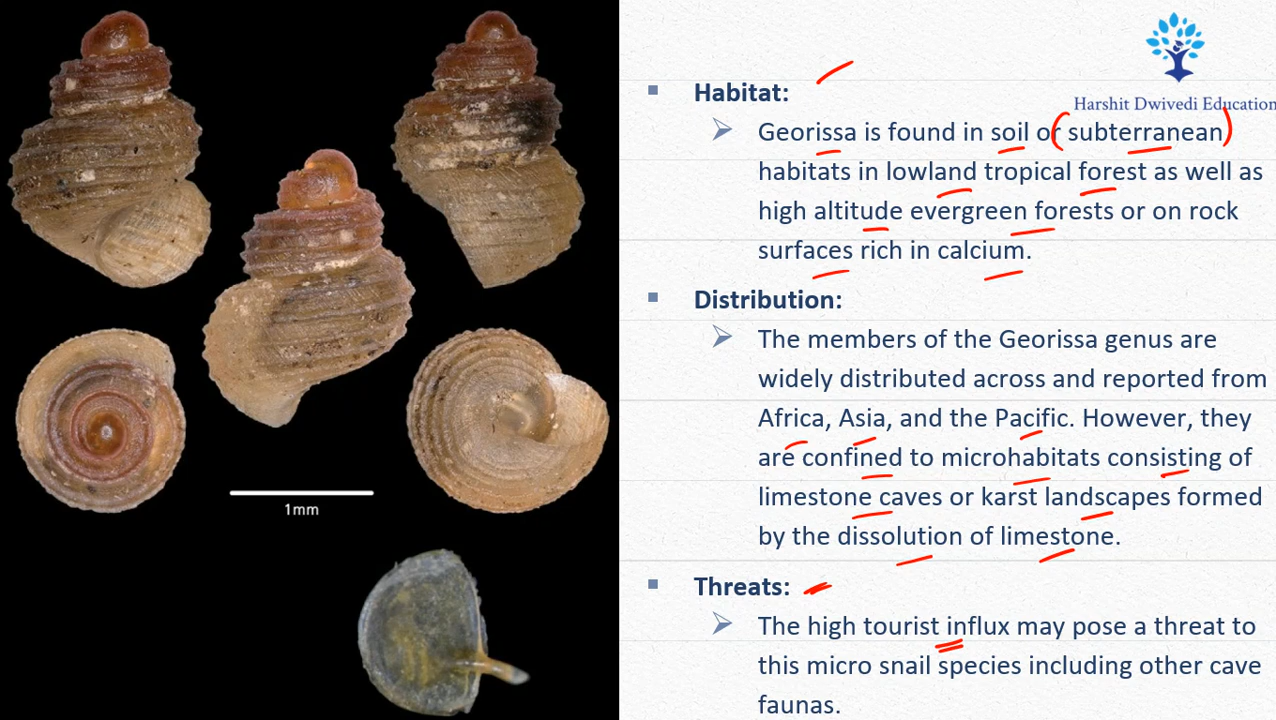 Harshit Dwivedi Education
Habitat:
Georissa is found in soil or subterranean
habitats in lowland tropical forest as well as
high altitude evergreen forests or on rock
surfaces rich in calcium.
Distribution:
The members of the Georissa genus are
widely distributed across and reported from
Africa, Asia, and the Pacific. However, they
are confined to microhabitats consisting of
limestone caves or karst landscapes formed
by the dissolution of limestone.
Threats:
The high tourist influx may pose a threat to
this micro snail species including other cave
faunas.
1mm